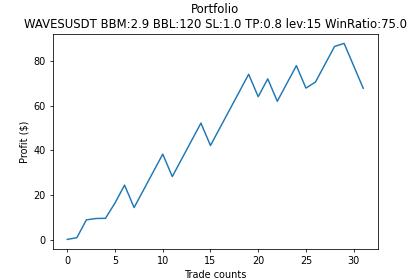 Portfolio
WAVESUSDT BBM:2.9 BBL:120 SL:1.0 TP:0.8 lev:15 WinRatio:75.0
80
60
40
20
0
Profit ($)
0 5 10 15 20 25 30
Trade counts